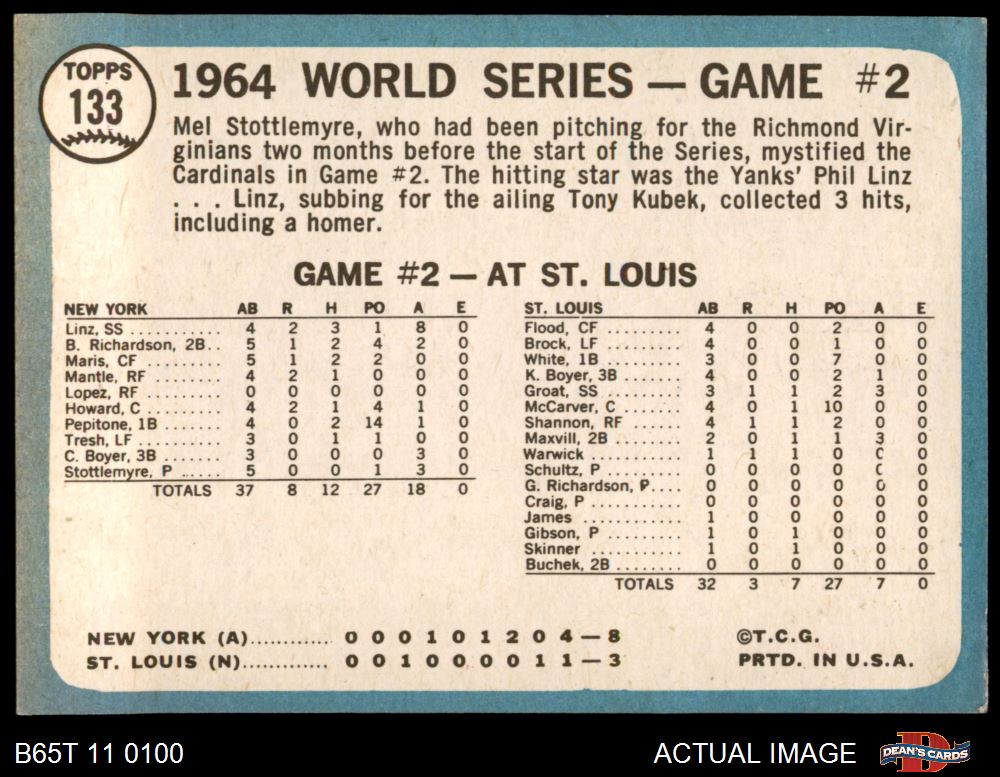 TOPPS
133
1964 WORLD SERIES — GAME #2
Mel Stottlemyre, who had been pitching for the Richmond Vir-
ginians two months before the start of the Series, mystified the
Cardinals in Game #2. The hitting star was the Yanks' Phil Linz
. . . Linz, subbing for the ailing Tony Kubek, collected 3 hits,
including a homer.
GAME #2 — AT ST. LOUIS
NEW YORK AB R H PO A E
Linz, SS ........... 4 2 3 1 8 0
B. Richardson, 2B.. 5 1 2 4 2 0
Maris, CF ......... 5 1 2 2 0 0
Mantle, RF ........ 4 2 1 0 0 0
Lopez, RF ......... 0 0 0 0 0 0
Howard, C ........ 4 2 1 4 1 0
Pepitone, 1B ...... 4 0 2 14 1 0
Tresh, LF ......... 3 0 1 1 0 0
C. Boyer, 3B ...... 3 0 0 0 3 0
Stottlemyre, P ..... 5 0 0 1 3 0
TOTALS 37 8 12 27 18 0
ST. LOUIS AB R H PO A E
Flood, CF ......... 4 0 0 2 0 0
Brock, LF ......... 4 0 0 1 0 0
White, 1B ......... 3 0 0 7 0 0
K. Boyer, 3B ...... 4 0 0 2 1 0
Groat, SS ......... 3 1 1 2 3 0
McCarver, C ....... 4 0 1 10 0 0
Shannon, RF ...... 4 1 1 2 0 0
Maxvill, 2B ....... 2 0 1 1 3 0
Warwick .......... 1 1 1 0 0 0
Schultz, P ........ 0 0 0 0 0 0
G. Richardson, P.... 0 0 0 0 0 0
Craig, P .......... 0 0 0 0 0 0
James ............ 1 0 0 0 0 0
Gibson, P ......... 1 0 1 0 0 0
Skinner ........... 1 0 1 0 0 0
Buchek, 2B ........ 0 0 0 0 0 0
TOTALS 32 3 7 27 7 0
NEW YORK (A)............ 0 0 0 1 0 1 2 0 4 — 8
ST. LOUIS (N)............ 0 0 1 0 0 0 0 1 1 — 3
©T.C.G.
PRTD. IN U.S.A.
B65T 11 0100
ACTUAL IMAGE
DEAN'S CARDS